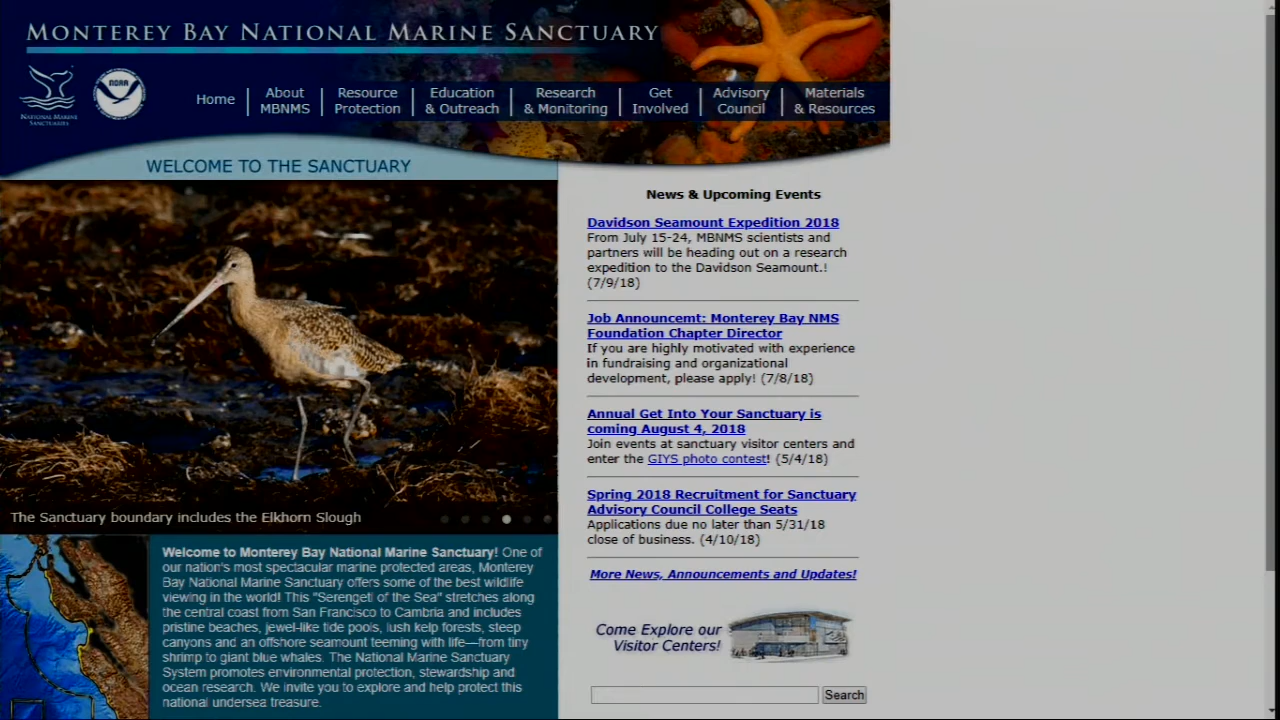 MONTEREY BAY NATIONAL MARINE SANCTUARY
NOAA
NATIONAL MARINE
SANCTUARIES
Home
About
MBNMS
Resource
Protection
Education
& Outreach
Research
& Monitoring
Get
Involved
Advisory
Council
Materials
& Resources
WELCOME TO THE SANCTUARY
The Sanctuary boundary includes the Elkhorn Slough
Welcome to Monterey Bay National Marine Sanctuary! One of
our nation's most spectacular marine protected areas, Monterey
Bay National Marine Sanctuary offers some of the best wildlife
viewing in the world! This "Serengeti of the Sea" stretches along
the central coast from San Francisco to Cambria and includes
pristine beaches, jewel-like tide pools, lush kelp forests, steep
canyons and an offshore seamount teeming with life—from tiny
shrimp to giant blue whales. The National Marine Sanctuary
System promotes environmental protection, stewardship and
ocean research. We invite you to explore and help protect this
national undersea treasure.
News & Upcoming Events
Davidson Seamount Expedition 2018
From July 15-24, MBNMS scientists and
partners will be heading out on a research
expedition to the Davidson Seamount.!
(7/9/18)
Job Announcemt: Monterey Bay NMS
Foundation Chapter Director
If you are highly motivated with experience
in fundraising and organizational
development, please apply! (7/8/18)
Annual Get Into Your Sanctuary is
coming August 4, 2018
Join events at sanctuary visitor centers and
enter the GIYS photo contest! (5/4/18)
Spring 2018 Recruitment for Sanctuary
Advisory Council College Seats
Applications due no later than 5/31/18
close of business. (4/10/18)
More News, Announcements and Updates!
Come Explore our
Visitor Centers!
Search